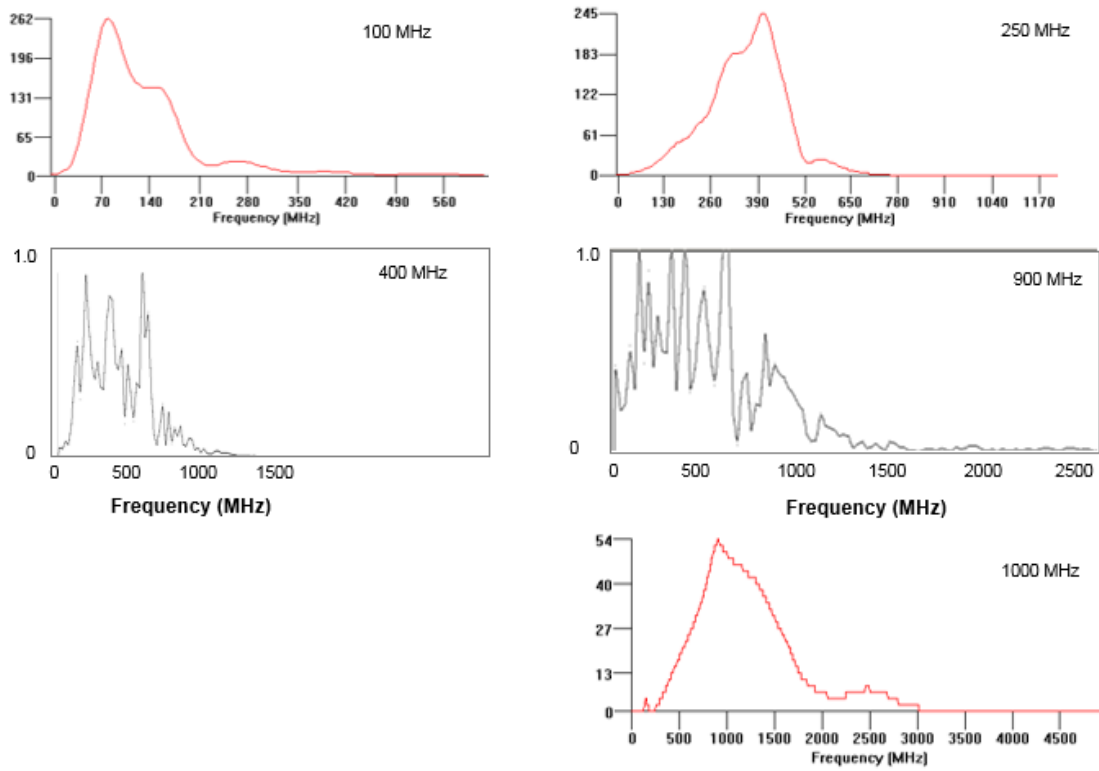 262
196
131
65
0
100 MHz
0 70 140 210 280 350 420 490 560
Frequency (MHz)
245
183
122
61
0
250 MHz
0 130 260 390 520 650 780 910 1040 1170
Frequency (MHz)
1.0
0
400 MHz
0 500 1000 1500
Frequency (MHz)
1.0
0
900 MHz
0 500 1000 1500 2000 2500
Frequency (MHz)
54
40
27
13
0
1000 MHz
0 500 1000 1500 2000 2500 3000 3500 4000 4500
Frequency (MHz)